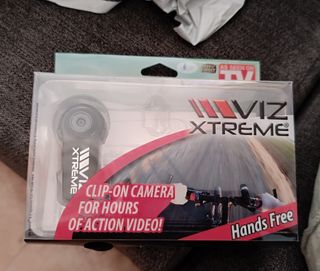 AS SEEN ON
TV
VIZ
XTREME®
VIZ
XTREME
CLIP-ON CAMERA
FOR HOURS
OF ACTION VIDEO!
Hands Free